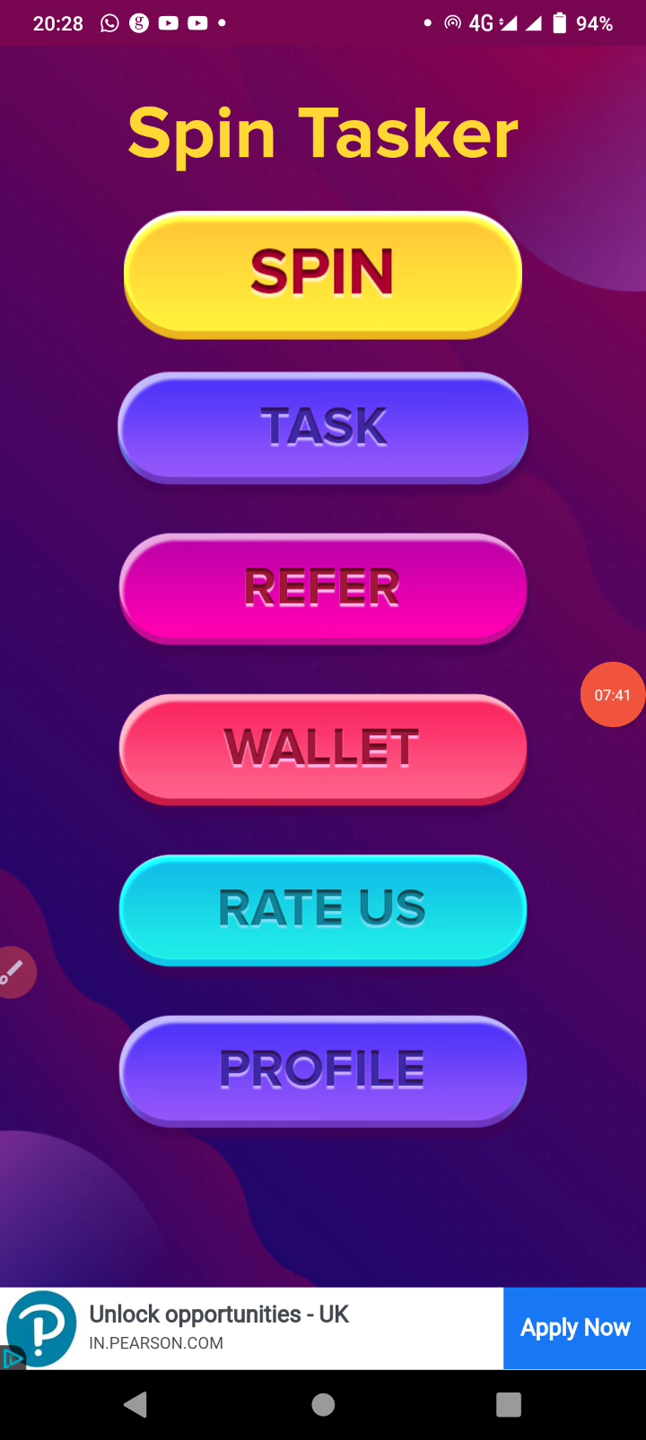 20:28 4G 94%
Spin Tasker
SPIN
TASK
REFER
07:41
WALLET
RATE US
PROFILE
Unlock opportunities - UK
IN.PEARSON.COM
Apply Now